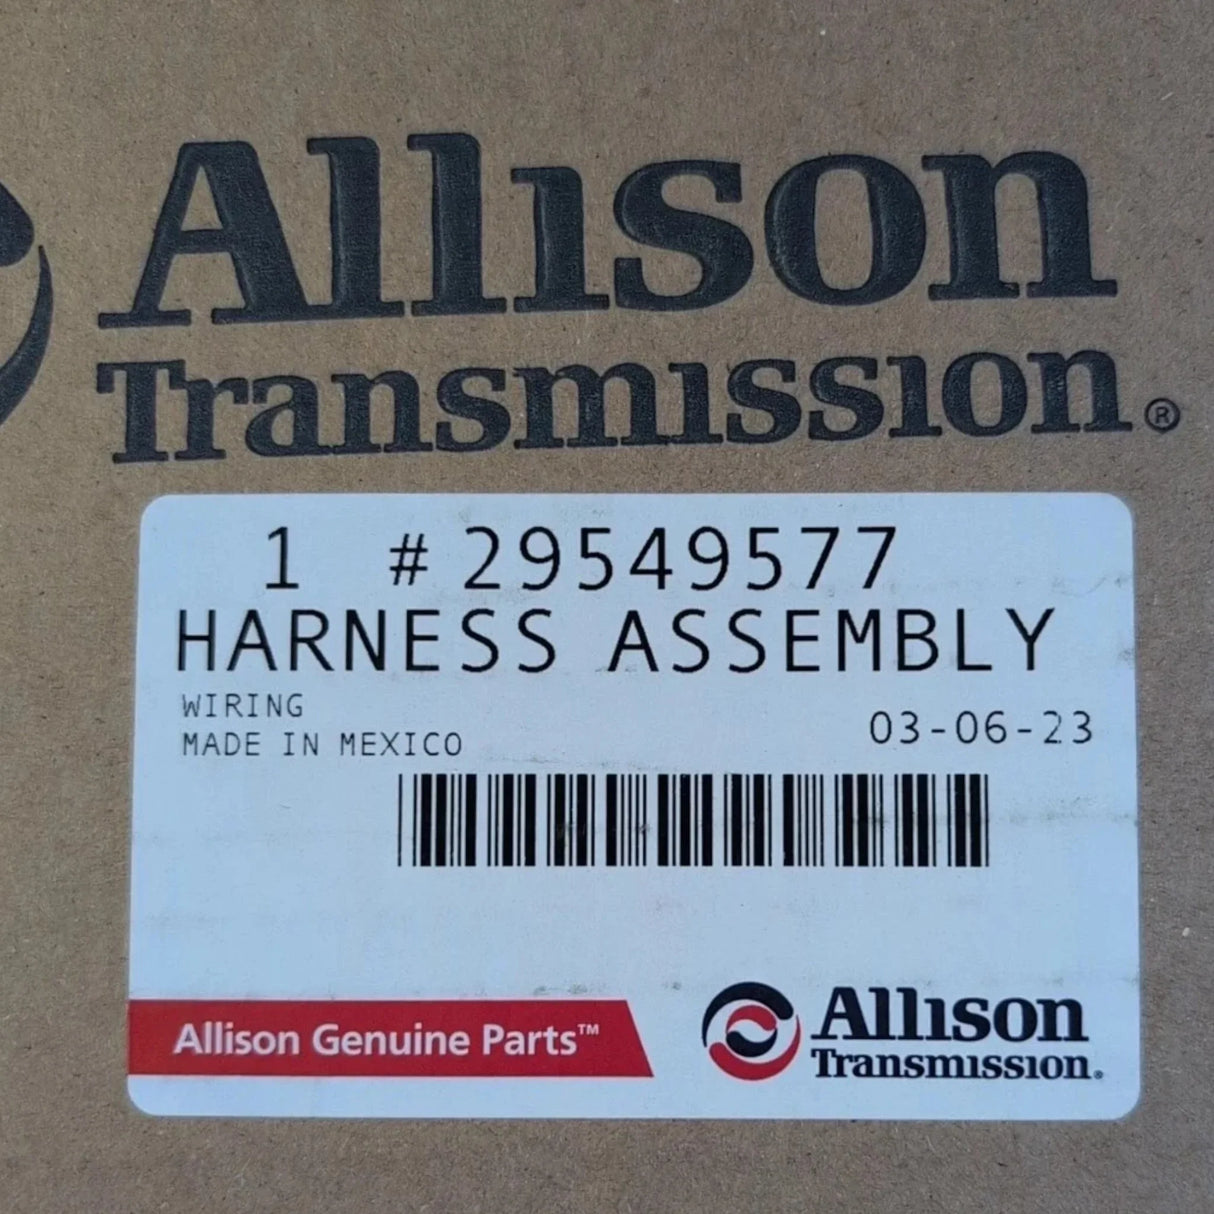 Allison
Transmission®
1 #29549577
HARNESS ASSEMBLY
WIRING
MADE IN MEXICO
03-06-23
Allison Genuine Parts™
Allison
Transmission®